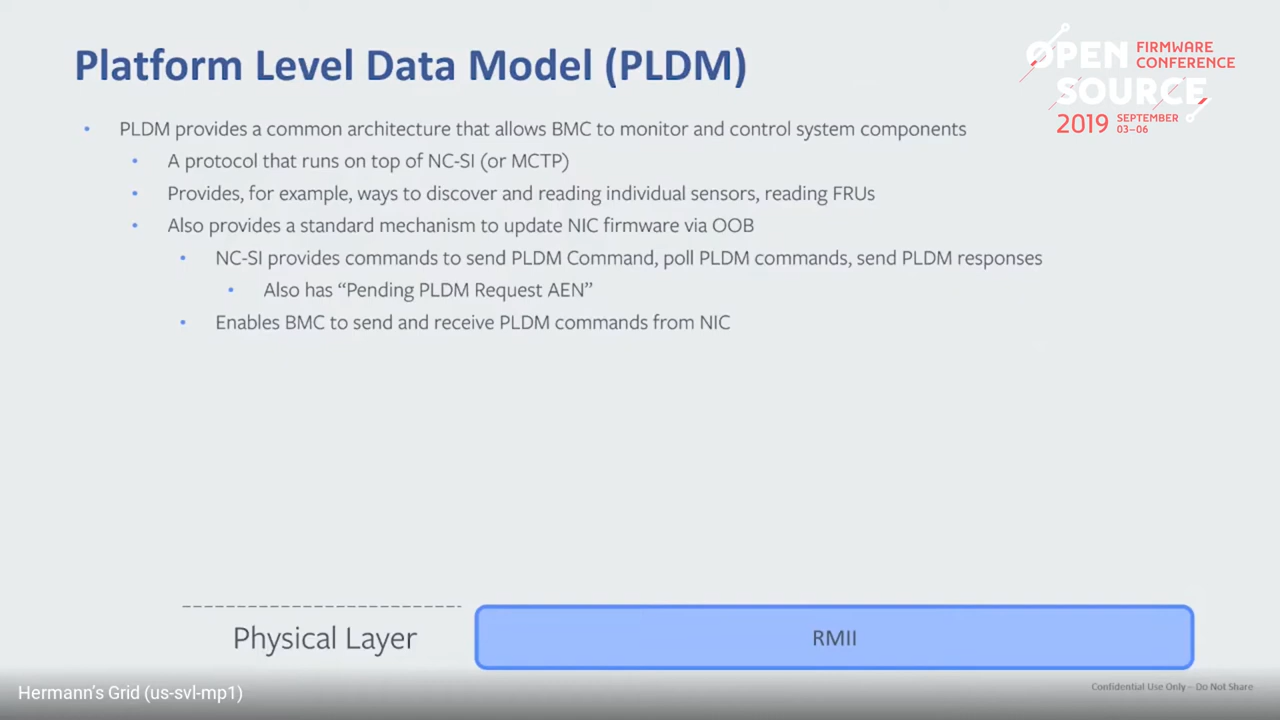 Platform Level Data Model (PLDM)
OPEN SOURCE
FIRMWARE
CONFERENCE
2019 SEPTEMBER
03–06
• PLDM provides a common architecture that allows BMC to monitor and control system components
• A protocol that runs on top of NC-SI (or MCTP)
• Provides, for example, ways to discover and reading individual sensors, reading FRUs
• Also provides a standard mechanism to update NIC firmware via OOB
• NC-SI provides commands to send PLDM Command, poll PLDM commands, send PLDM responses
• Also has “Pending PLDM Request AEN”
• Enables BMC to send and receive PLDM commands from NIC
Physical Layer
RMII
Hermann's Grid (us-svl-mp1)
Confidential Use Only – Do Not Share